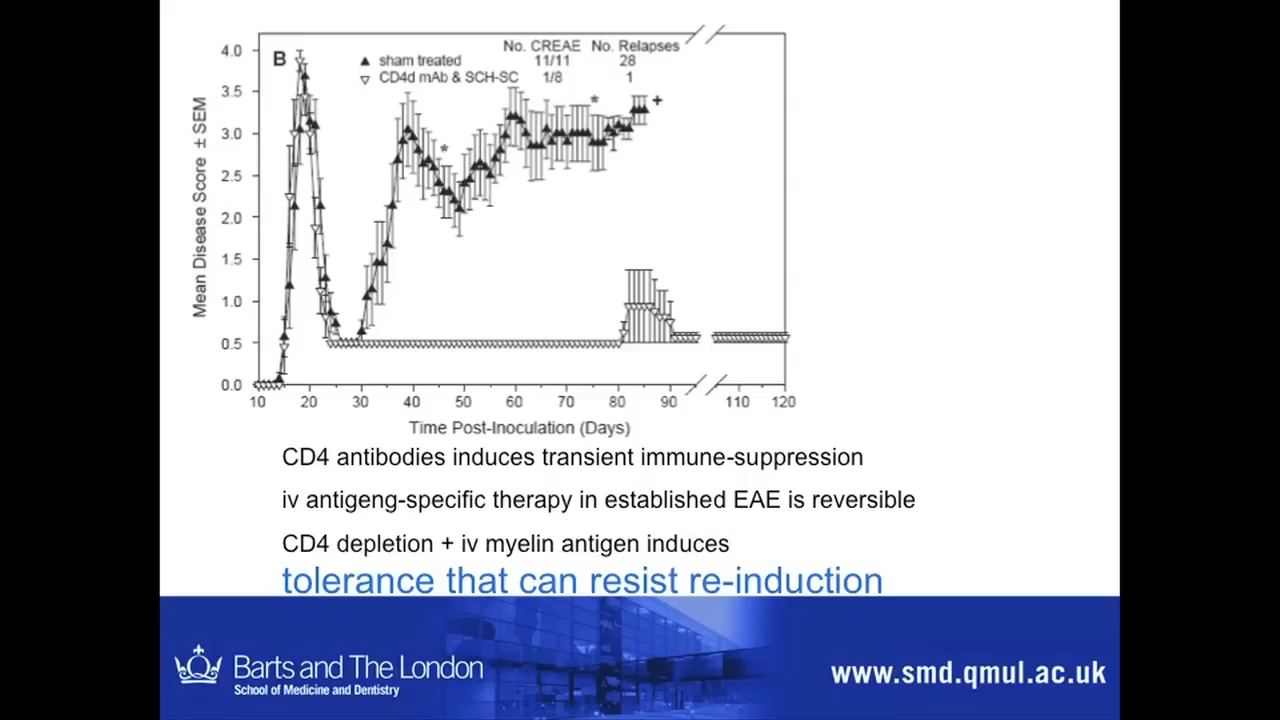 B
No. CREAE No. Relapses
▲ sham treated 11/11 28
▽ CD4d mAb & SCH-SC 1/8 1
*
*
+
Mean Disease Score ± SEM
4.0
3.5
3.0
2.5
2.0
1.5
1.0
0.5
0.0
10 20 30 40 50 60 70 80 90 110 120
Time Post-Inoculation (Days)
CD4 antibodies induces transient immune-suppression
iv antigeng-specific therapy in established EAE is reversible
CD4 depletion + iv myelin antigen induces
tolerance that can resist re-induction
Barts and The London
School of Medicine and Dentistry
www.smd.qmul.ac.uk